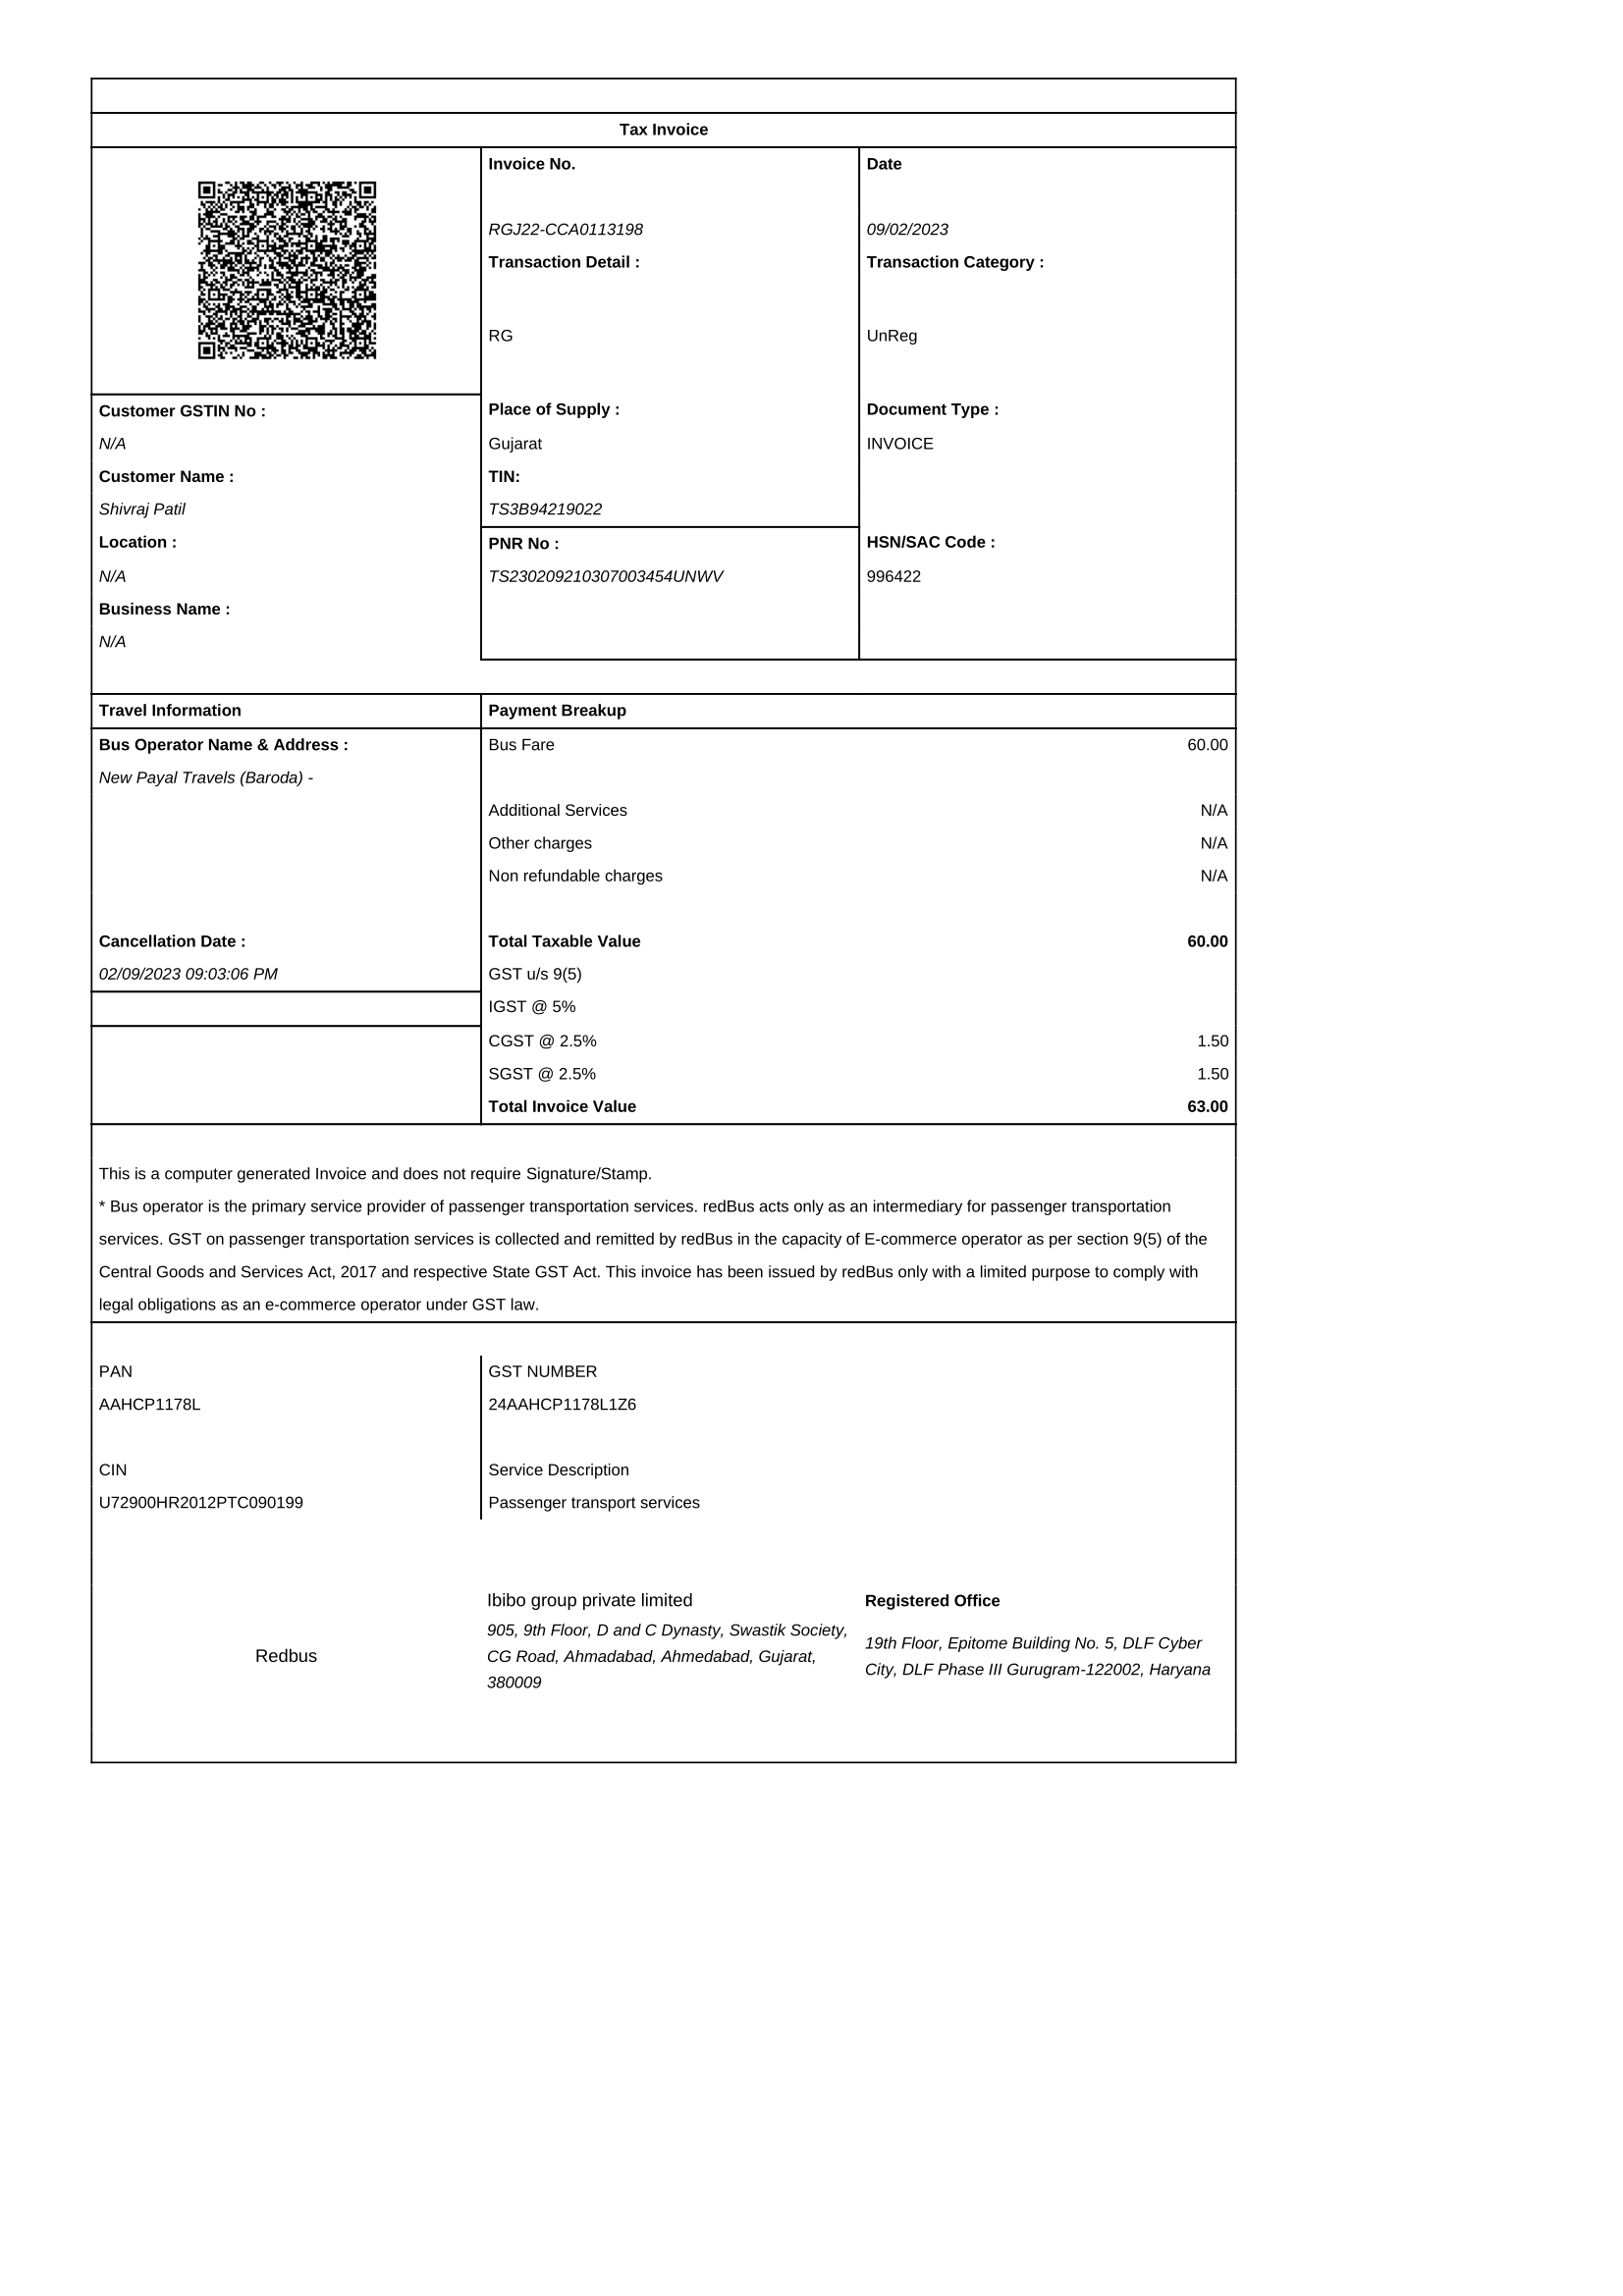 Tax Invoice
Invoice No.
Date
RGJ22-CCA0113198
09/02/2023
Transaction Detail :
Transaction Category :
RG
UnReg
Customer GSTIN No :
Place of Supply :
Document Type :
N/A
Gujarat
INVOICE
Customer Name :
TIN:
Shivraj Patil
TS3B94219022
Location :
PNR No :
HSN/SAC Code :
N/A
TS230209210307003454UNWV
996422
Business Name :
N/A
Travel Information
Payment Breakup
Bus Operator Name & Address :
Bus Fare 60.00
New Payal Travels (Baroda) -
Additional Services N/A
Other charges N/A
Non refundable charges N/A
Cancellation Date :
Total Taxable Value 60.00
02/09/2023 09:03:06 PM
GST u/s 9(5)
IGST @ 5%
CGST @ 2.5% 1.50
SGST @ 2.5% 1.50
Total Invoice Value 63.00
This is a computer generated Invoice and does not require Signature/Stamp.
* Bus operator is the primary service provider of passenger transportation services. redBus acts only as an intermediary for passenger transportation
services. GST on passenger transportation services is collected and remitted by redBus in the capacity of E-commerce operator as per section 9(5) of the
Central Goods and Services Act, 2017 and respective State GST Act. This invoice has been issued by redBus only with a limited purpose to comply with
legal obligations as an e-commerce operator under GST law.
PAN
GST NUMBER
AAHCP1178L
24AAHCP1178L1Z6
CIN
Service Description
U72900HR2012PTC090199
Passenger transport services
Redbus
Ibibo group private limited
905, 9th Floor, D and C Dynasty, Swastik Society,
CG Road, Ahmadabad, Ahmedabad, Gujarat,
380009
Registered Office
19th Floor, Epitome Building No. 5, DLF Cyber
City, DLF Phase III Gurugram-122002, Haryana